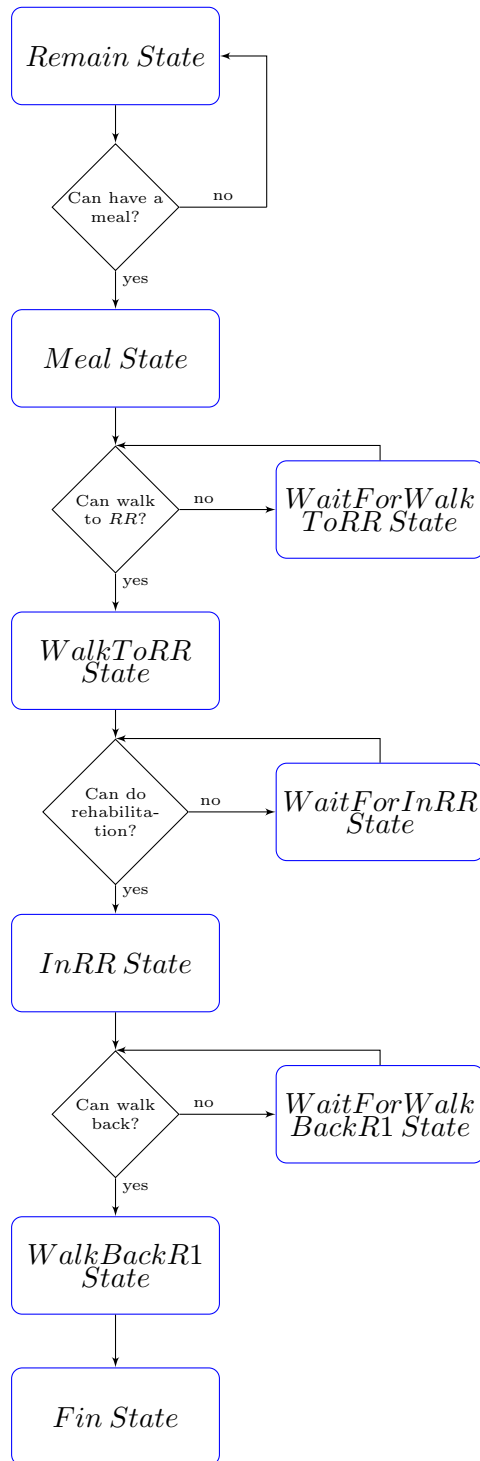 Remain State
Can have a
meal?
no
yes
Meal State
Can walk
to RR?
no
WaitForWalk
ToRR State
yes
WalkToRR
State
Can do
rehabilita-
tion?
no
WaitForInRR
State
yes
InRR State
Can walk
back?
no
WaitForWalk
BackR1 State
yes
WalkBackR1
State
Fin State